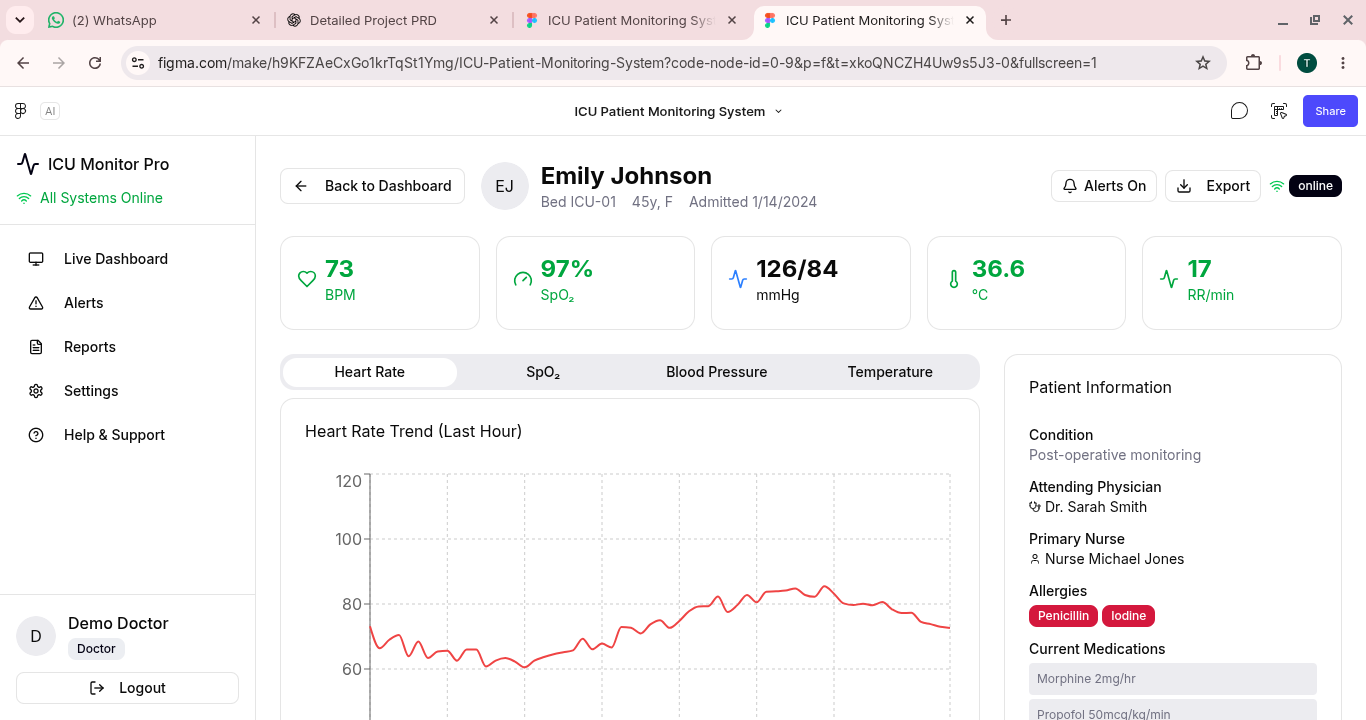 (2) WhatsApp
Detailed Project PRD
ICU Patient Monitoring Sys
ICU Patient Monitoring Sys
figma.com/make/h9KFZAeCxGo1krTqSt1Ymg/ICU-Patient-Monitoring-System?code-node-id=0-9&p=f&t=xkoQNCZH4Uw9s5J3-0&fullscreen=1
T
AI
ICU Patient Monitoring System
Share
ICU Monitor Pro
All Systems Online
Live Dashboard
Alerts
Reports
Settings
Help & Support
D
Demo Doctor
Doctor
Logout
Back to Dashboard
EJ
Emily Johnson
Bed ICU-01 45y, F Admitted 1/14/2024
Alerts On
Export
online
73
BPM
97%
SpO₂
126/84
mmHg
36.6
°C
17
RR/min
Heart Rate
SpO₂
Blood Pressure
Temperature
Heart Rate Trend (Last Hour)
120
100
80
60
Patient Information
Condition
Post-operative monitoring
Attending Physician
Dr. Sarah Smith
Primary Nurse
Nurse Michael Jones
Allergies
Penicillin Iodine
Current Medications
Morphine 2mg/hr
Propofol 50mcg/kg/min